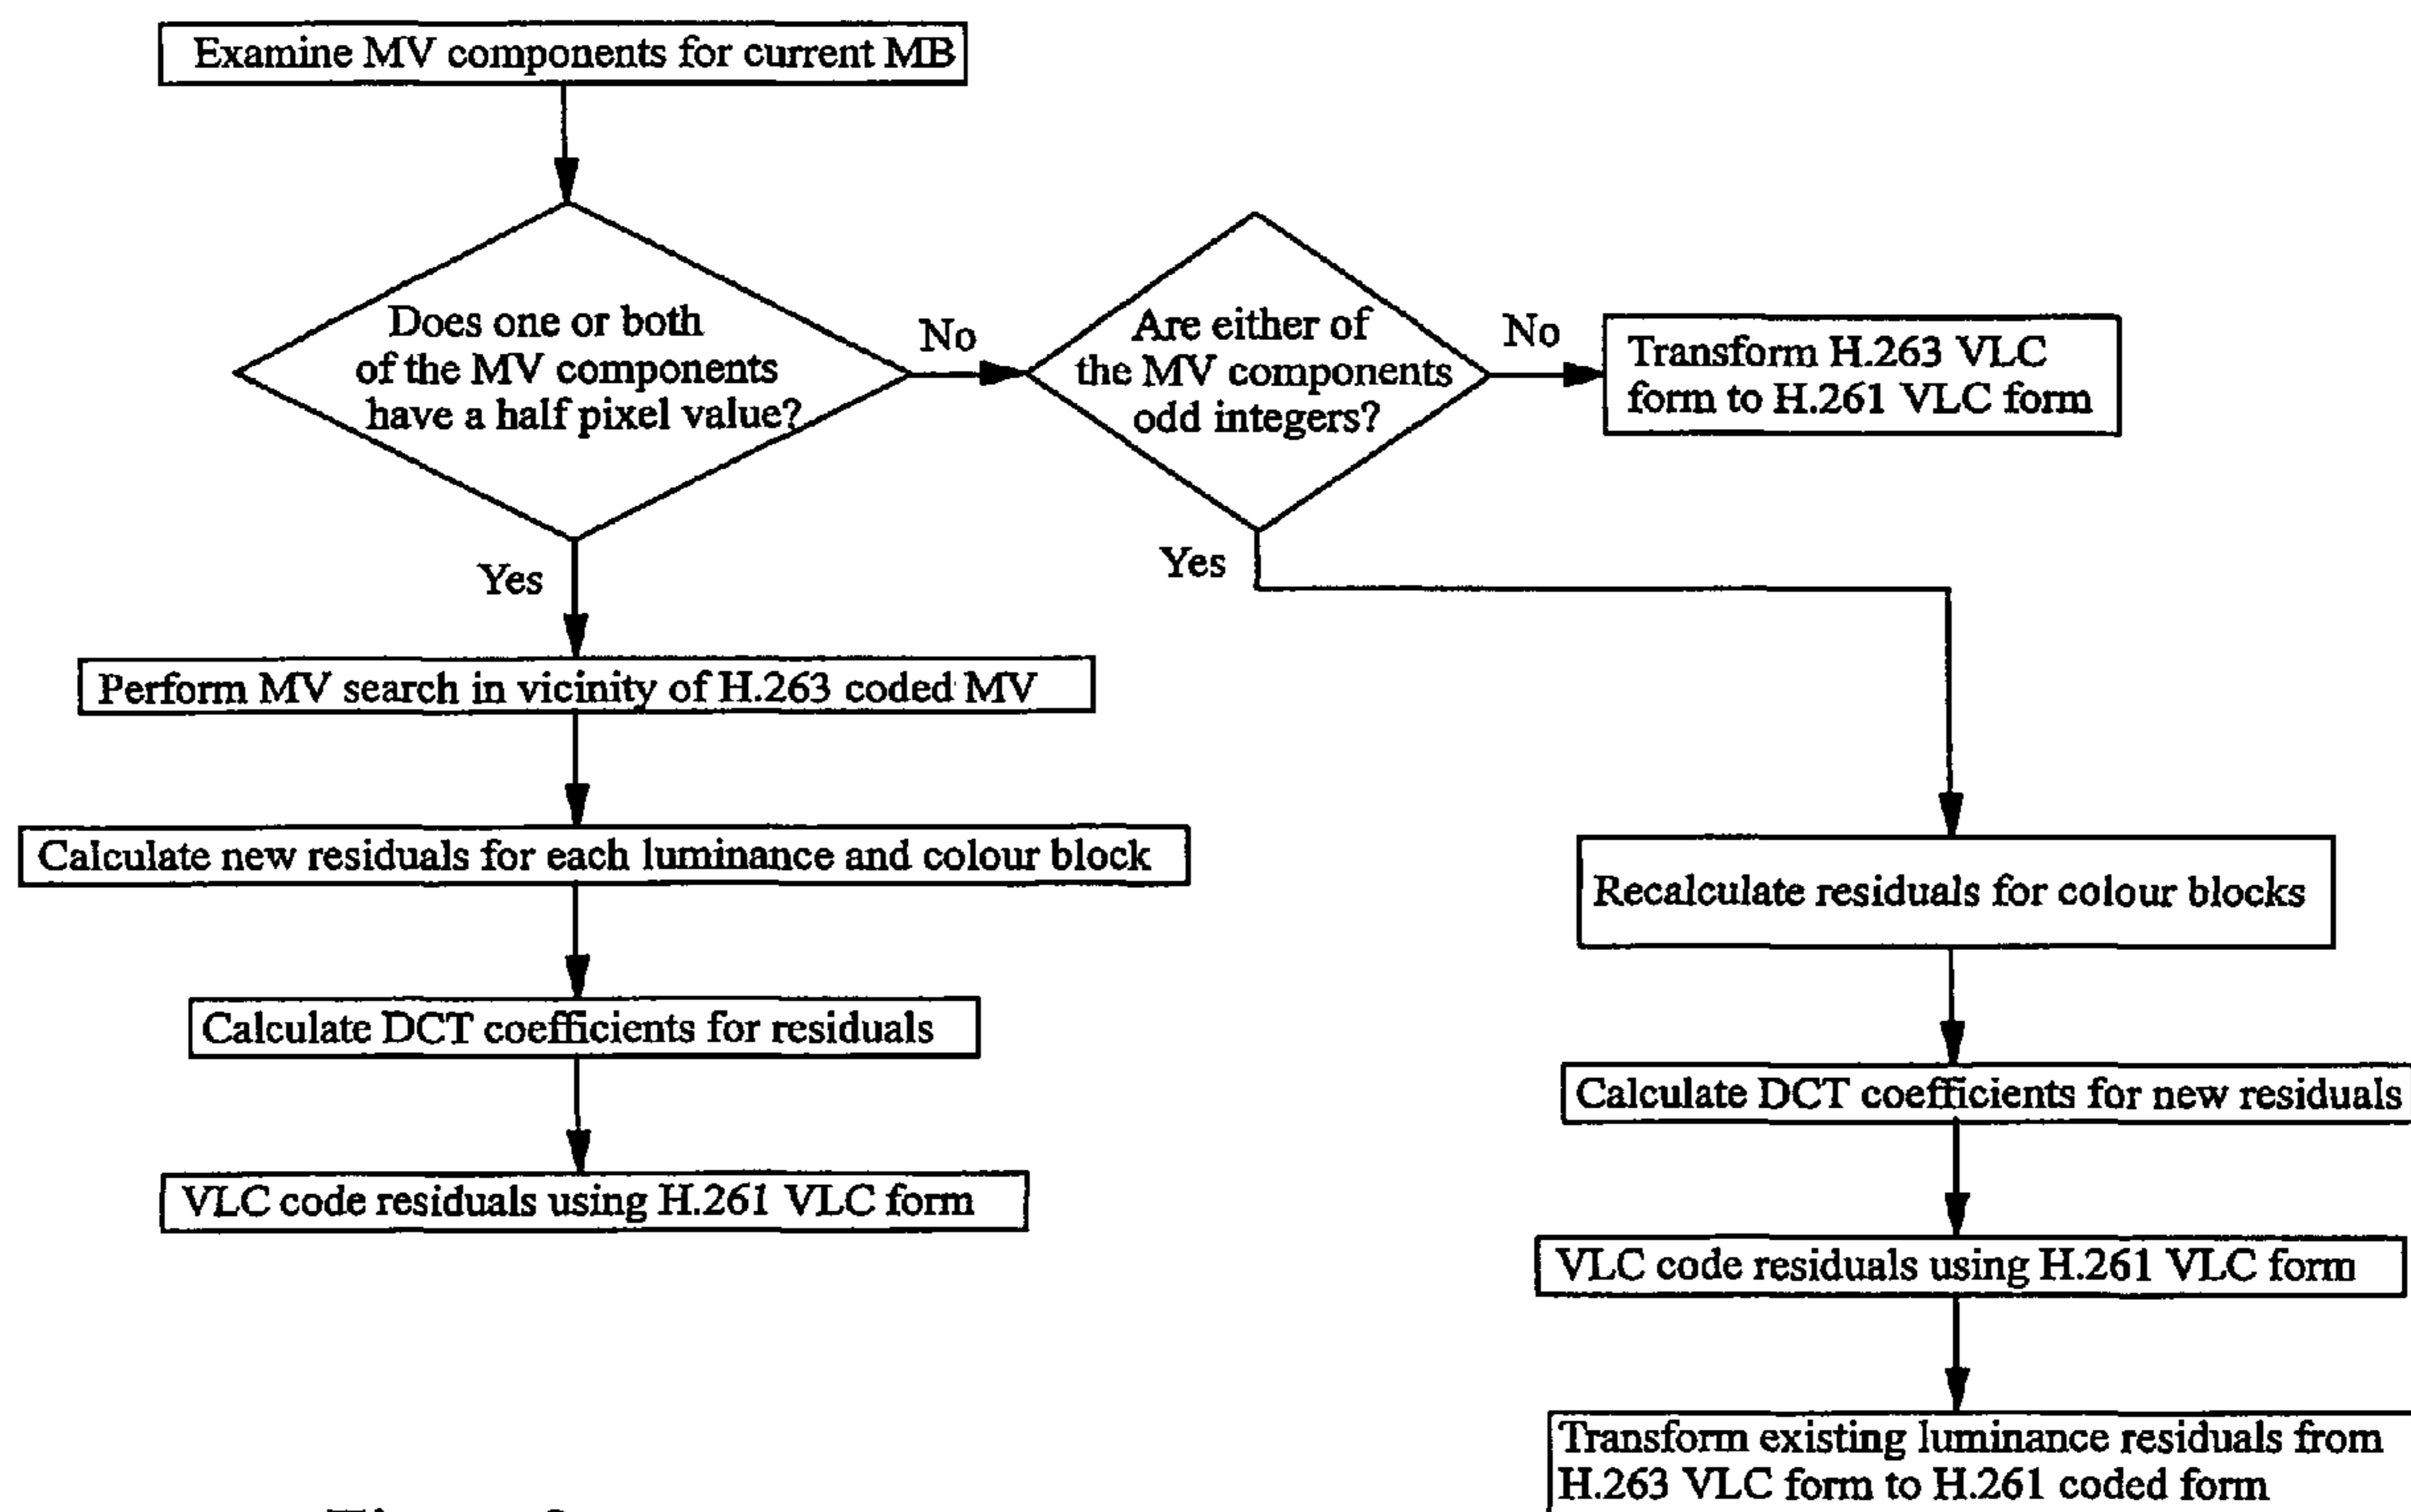 Examine MV components for current MB
Does one or both
of the MV components
have a half pixel value?
No
Are either of
the MV components
odd integers?
No
Transform H.263 VLC
form to H.261 VLC form
Yes
Yes
Perform MV search in vicinity of H.263 coded MV
Calculate new residuals for each luminance and colour block
Calculate DCT coefficients for residuals
VLC code residuals using H.261 VLC form
Recalculate residuals for colour blocks
Calculate DCT coefficients for new residuals
VLC code residuals using H.261 VLC form
Transform existing luminance residuals from
H.263 VLC form to H.261 coded form